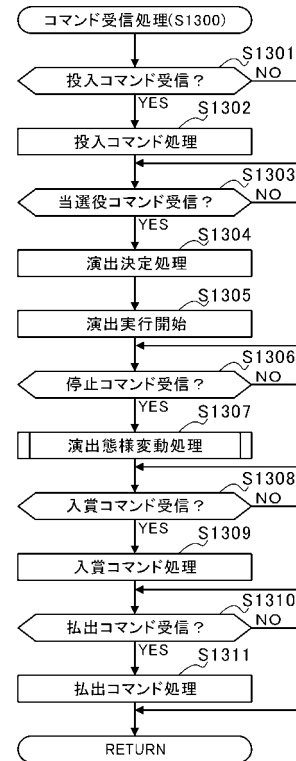 コマンド受信処理(S1300)
S1301
投入コマンド受信？
NO
YES
S1302
投入コマンド処理
S1303
当選役コマンド受信？
NO
YES
S1304
演出決定処理
S1305
演出実行開始
S1306
停止コマンド受信？
NO
YES
S1307
演出態様変動処理
S1308
入賞コマンド受信？
NO
YES
S1309
入賞コマンド処理
S1310
払出コマンド受信？
NO
YES
S1311
払出コマンド処理
RETURN